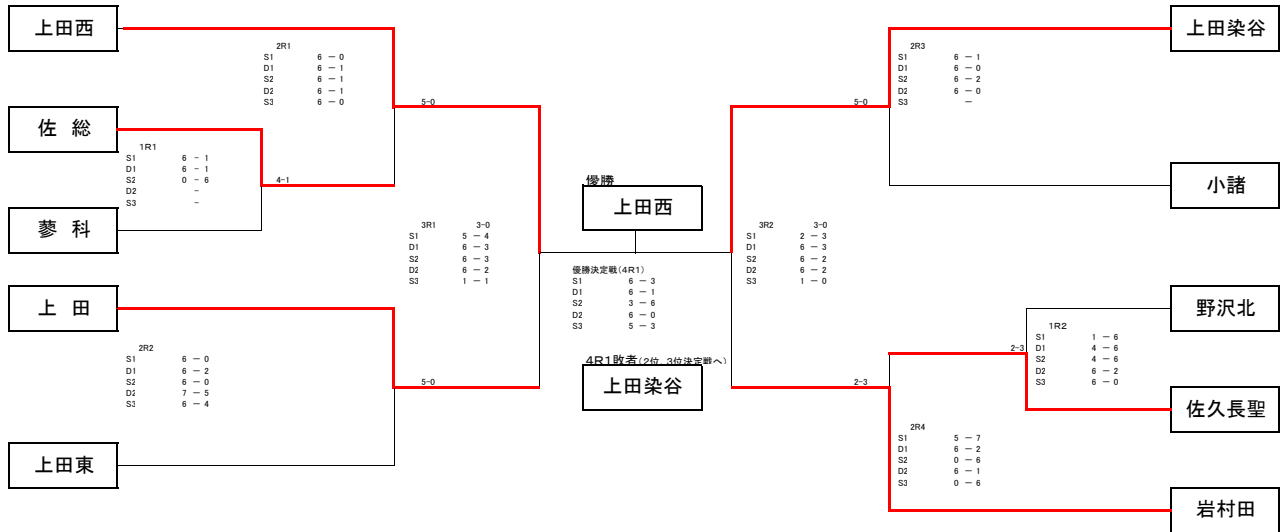 上田西
2R1
S1 6 － 0
D1 6 － 1
S2 6 － 1
D2 6 － 1
S3 6 － 0
5-0
佐 総
1R1
S1 6 - 1
D1 6 - 1
S2 0 - 6
D2 -
S3 -
4-1
蓼 科
3R1 3-0
S1 5 － 4
D1 6 － 3
S2 6 － 3
D2 6 － 2
S3 1 － 1
上 田
2R2
S1 6 － 0
D1 6 － 2
S2 6 － 0
D2 7 － 5
S3 6 － 4
5-0
上田東
優勝
上田西
優勝決定戦(4R1)
S1 6 － 3
D1 6 － 1
S2 3 － 6
D2 6 － 0
S3 5 － 3
4R1敗者(2位、3位決定戦へ)
上田染谷
上田染谷
2R3
S1 6 － 1
D1 6 － 0
S2 6 － 2
D2 6 － 0
S3 －
5-0
小諸
3R2 3-0
S1 2 － 3
D1 6 － 3
S2 6 － 2
D2 6 － 2
S3 1 － 0
野沢北
1R2
S1 1 － 6
D1 4 － 6
S2 4 － 6
D2 6 － 2
S3 6 － 0
2-3
佐久長聖
2-3
2R4
S1 5 － 7
D1 6 － 2
S2 0 － 6
D2 6 － 1
S3 0 － 6
岩村田